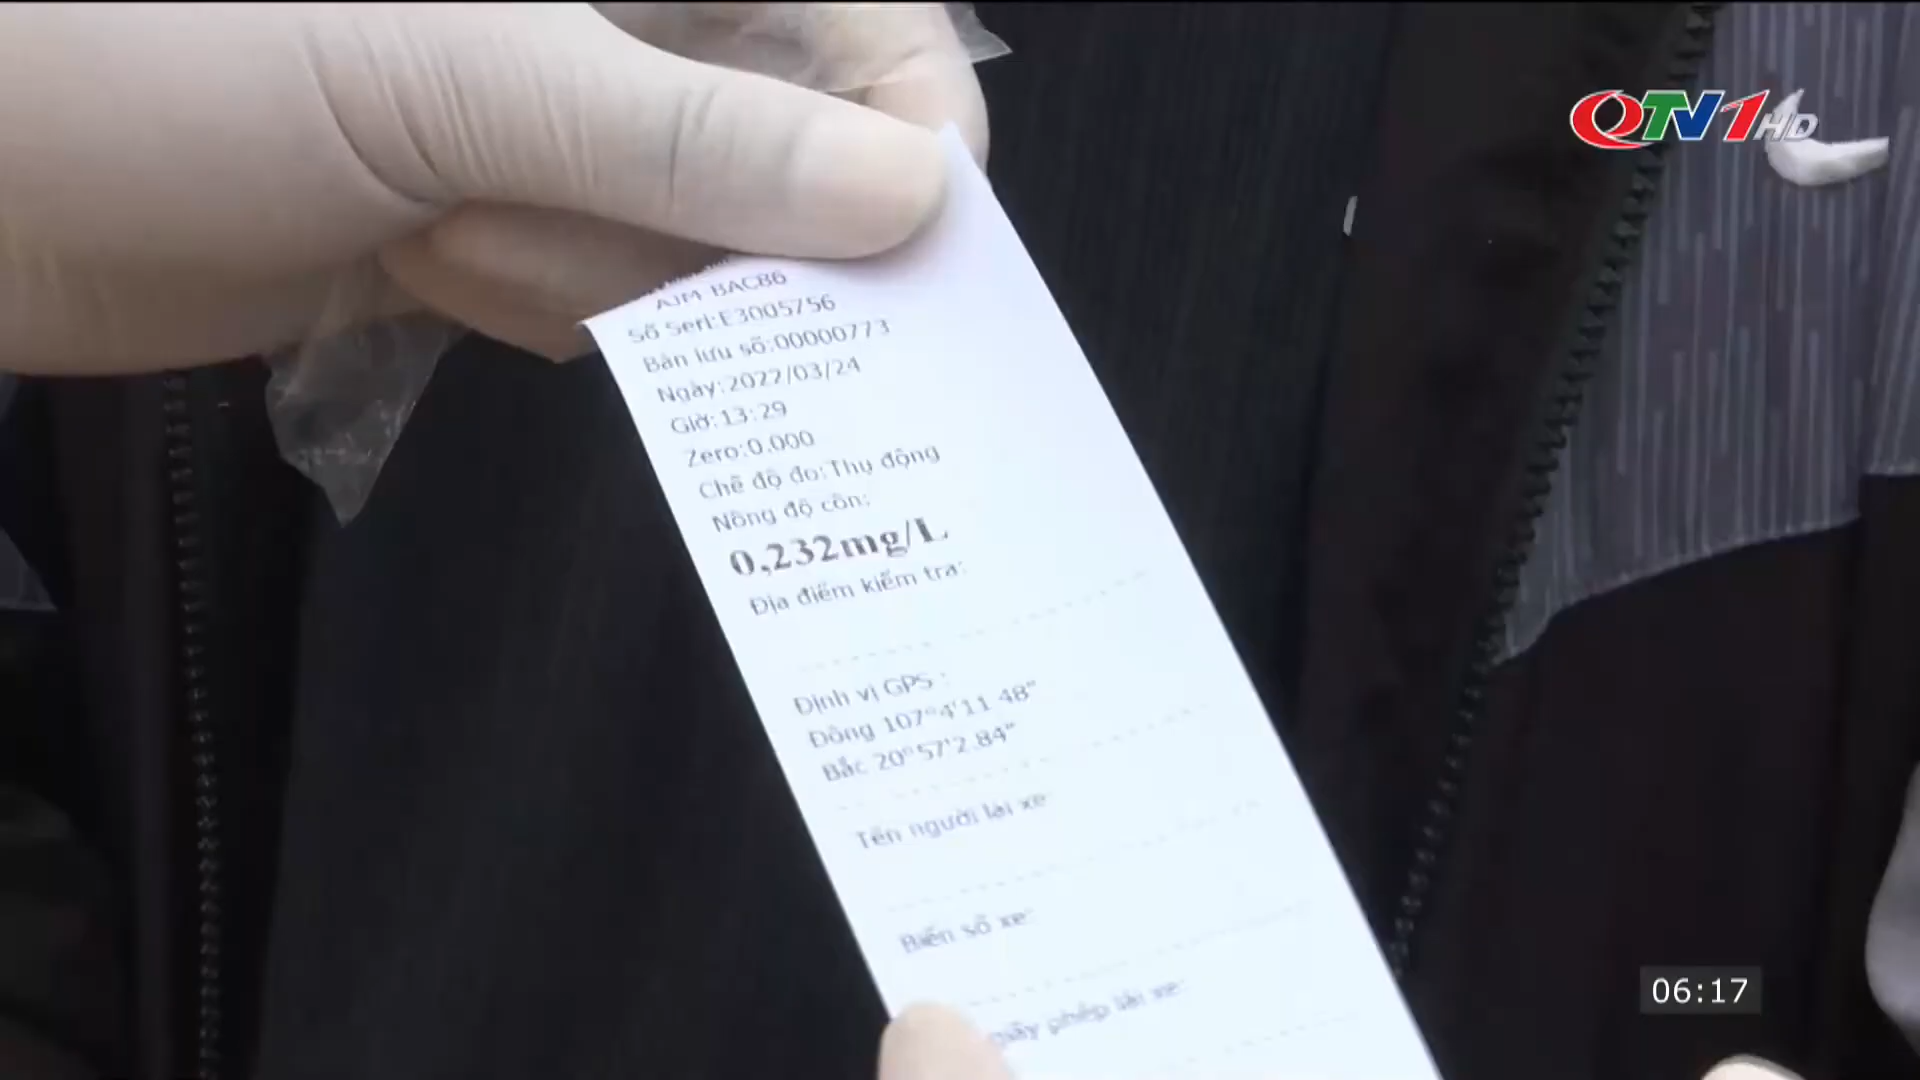 QTV1HD
AJM BAC86
Số Seri:E3005756
Bản lưu số:00000773
Ngày:2022/03/24
Giờ:13:29
Zero:0.000
Chế độ đo:Thụ động
Nồng độ cồn:
0,232mg/L
Địa điểm kiểm tra:
Định vị GPS :
Đông 107°4'11 48"
Bắc 20°57'2.84"
Tên người lái xe:
Biển số xe:
phép lái xe:
06:17